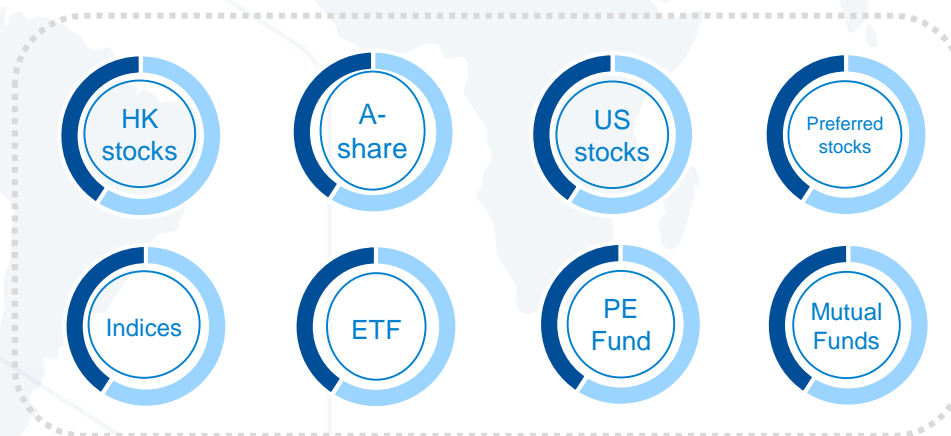 HK
stocks
A-
share
US
stocks
Preferred
stocks
Indices
ETF
PE
Fund
Mutual
Funds